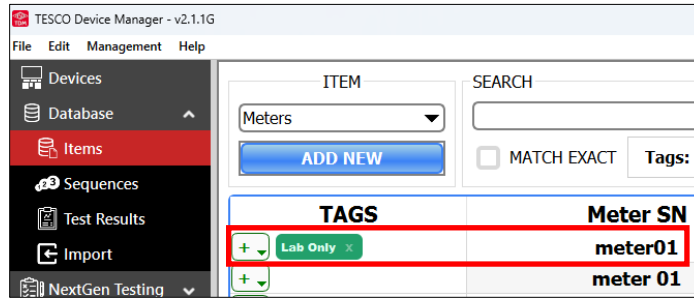 TESCO Device Manager - v2.1.1G
File Edit Management Help
Devices
Database
Items
Sequences
Test Results
Import
NextGen Testing
ITEM
Meters
ADD NEW
SEARCH
MATCH EXACT Tags:
TAGS Meter SN
+ Lab Only x meter01
+ meter 01